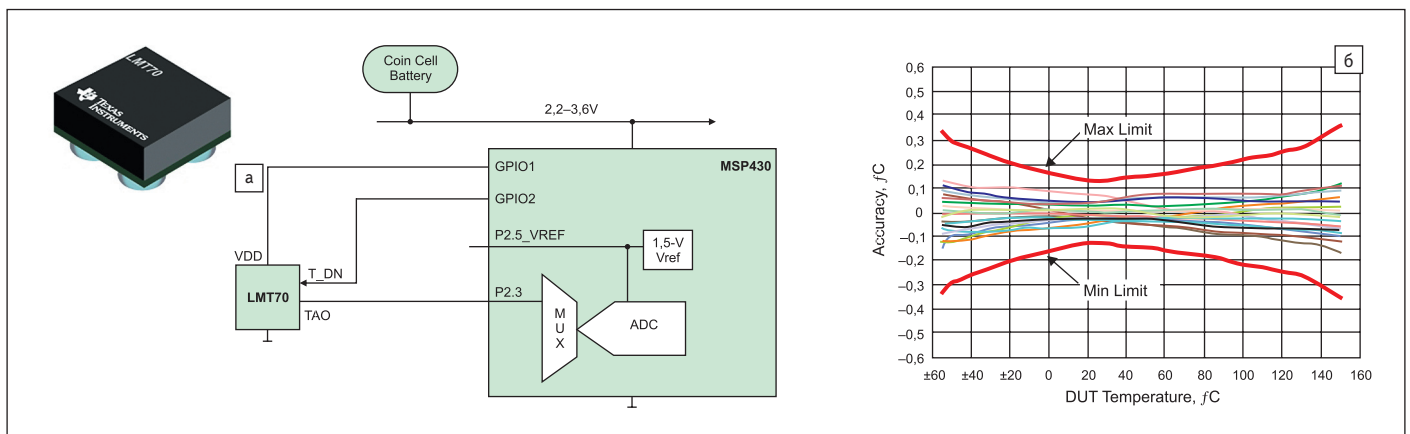 LMT70
TEXAS
INSTRUMENTS
а
Coin Cell
Battery
2,2–3,6V
GPIO1
MSP430
GPIO2
P2.5_VREF
1,5-V
Vref
VDD
T_DN
LMT70
P2.3
TAO
MUX
ADC
б
Accuracy, ƒC
0,6
0,5
0,4
0,3
0,2
0,1
0
–0,1
–0,2
–0,3
–0,4
–0,5
–0,6
Max Limit
Min Limit
±60 ±40 ±20 0 20 40 60 80 100 120 140 160
DUT Temperature, ƒC